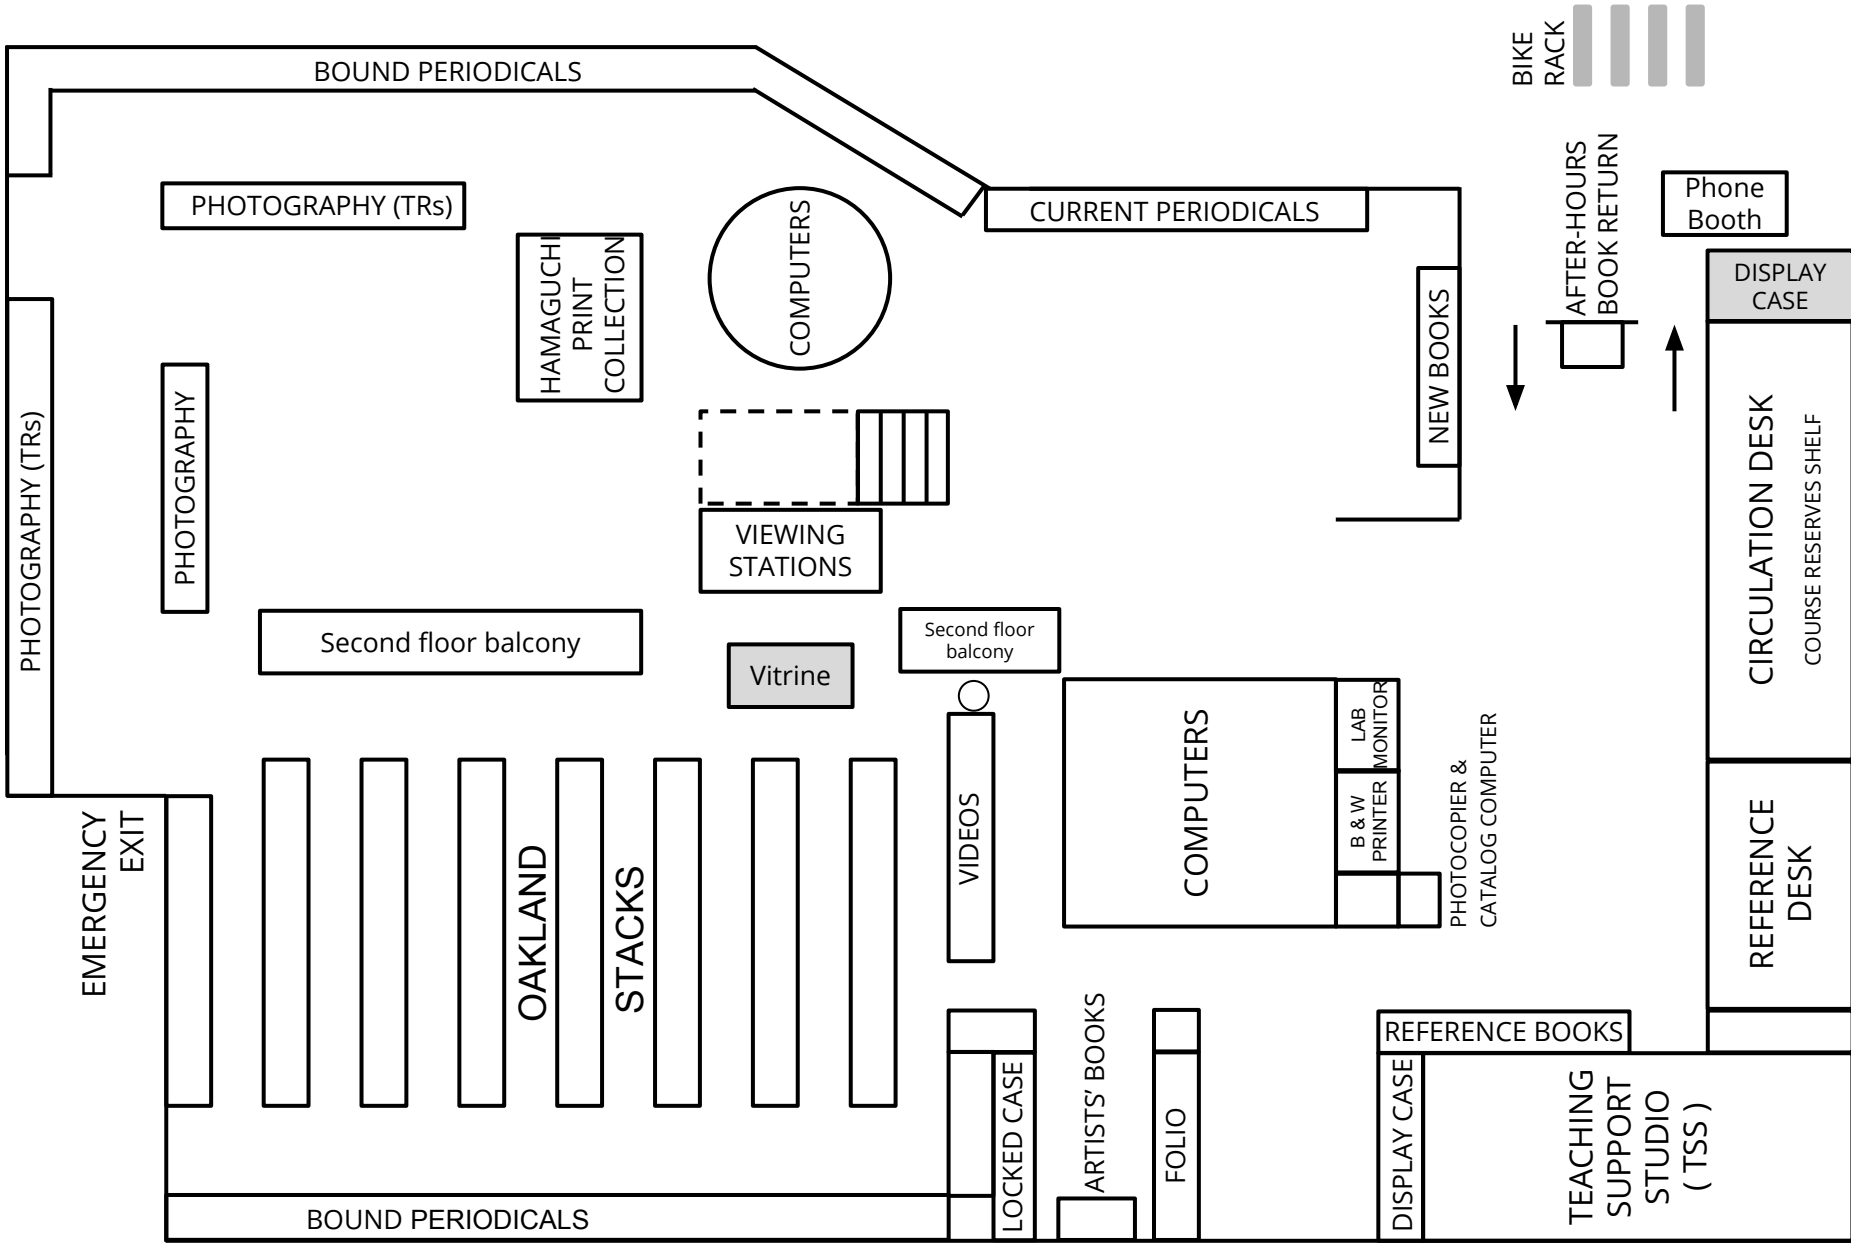 BIKE
RACK
BOUND PERIODICALS
AFTER-HOURS
BOOK RETURN
Phone
Booth
PHOTOGRAPHY (TRs)
HAMAGUCHI
PRINT
COLLECTION
COMPUTERS
CURRENT PERIODICALS
DISPLAY
CASE
NEW BOOKS
PHOTOGRAPHY (TRs)
PHOTOGRAPHY
CIRCULATION DESK
COURSE RESERVES SHELF
VIEWING
STATIONS
Second floor balcony
Second floor
balcony
Vitrine
COMPUTERS
LAB
MONITOR
B & W
PRINTER
PHOTOCOPIER &
CATALOG COMPUTER
VIDEOS
REFERENCE
DESK
EMERGENCY
EXIT
OAKLAND
STACKS
REFERENCE BOOKS
LOCKED CASE
ARTISTS' BOOKS
FOLIO
DISPLAY CASE
TEACHING
SUPPORT
STUDIO
( TSS )
BOUND PERIODICALS